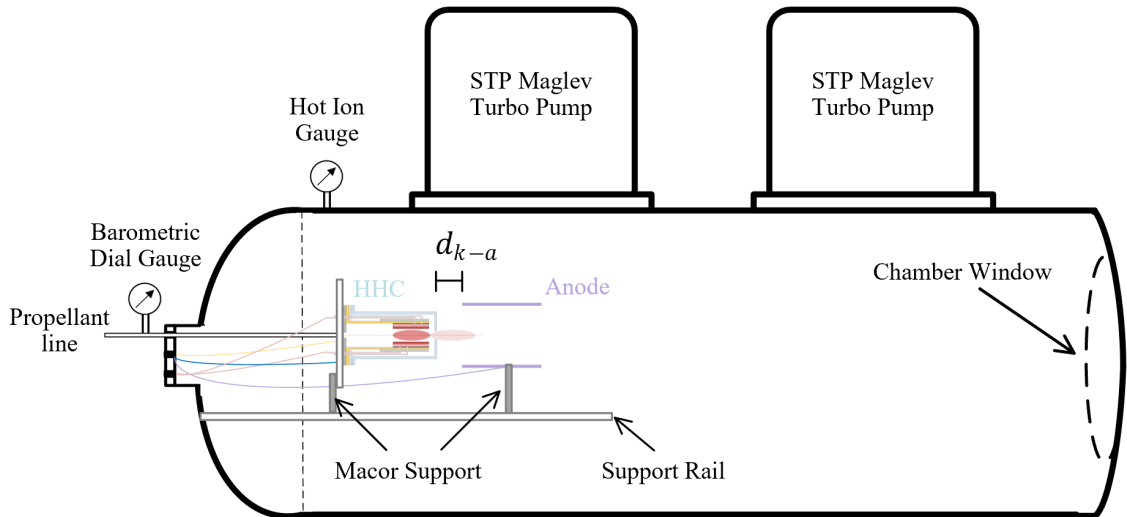 STP Maglev
Turbo Pump
STP Maglev
Turbo Pump
Hot Ion
Gauge
Barometric
Dial Gauge
d_{k-a}
Chamber Window
HHC
Anode
Propellant
line
Macor Support
Support Rail